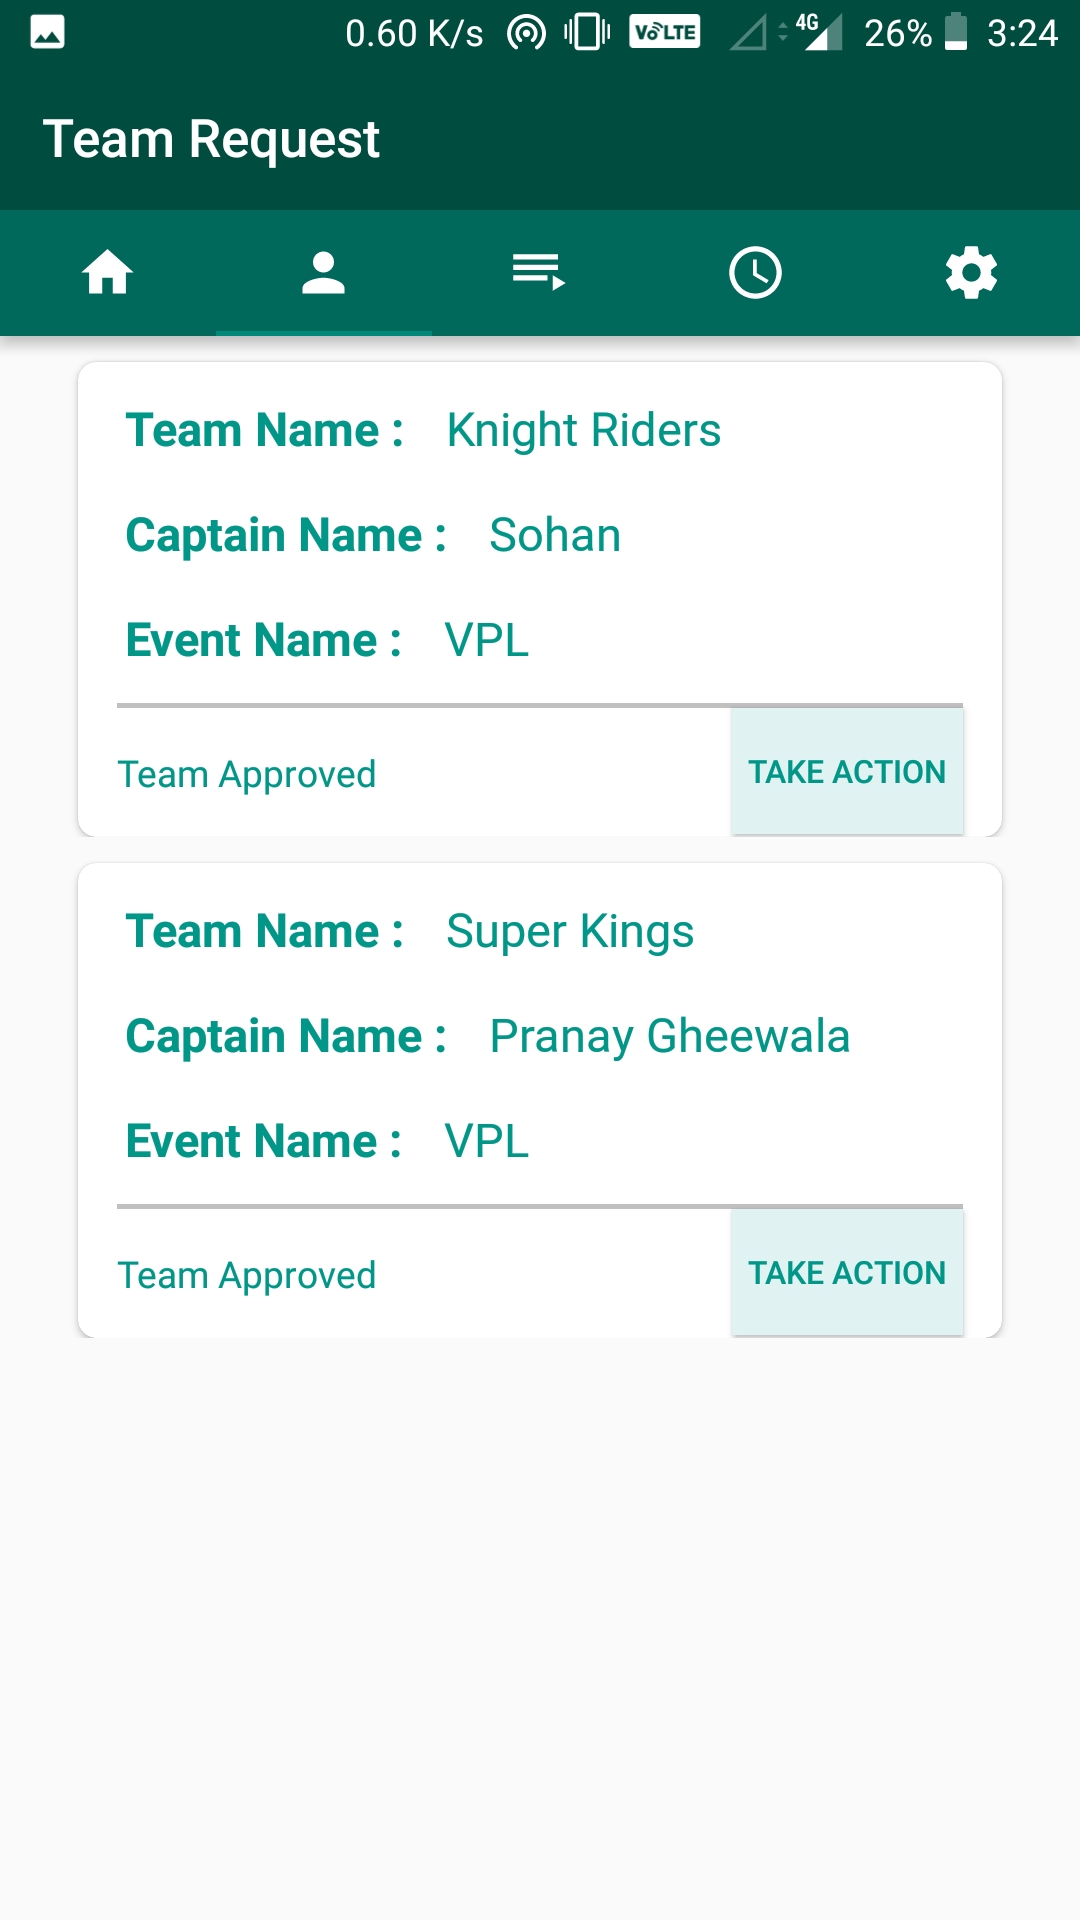 0.60 K/s VoLTE 4G 26% 3:24
Team Request
Team Name : Knight Riders
Captain Name : Sohan
Event Name : VPL
Team Approved TAKE ACTION
Team Name : Super Kings
Captain Name : Pranay Gheewala
Event Name : VPL
Team Approved TAKE ACTION